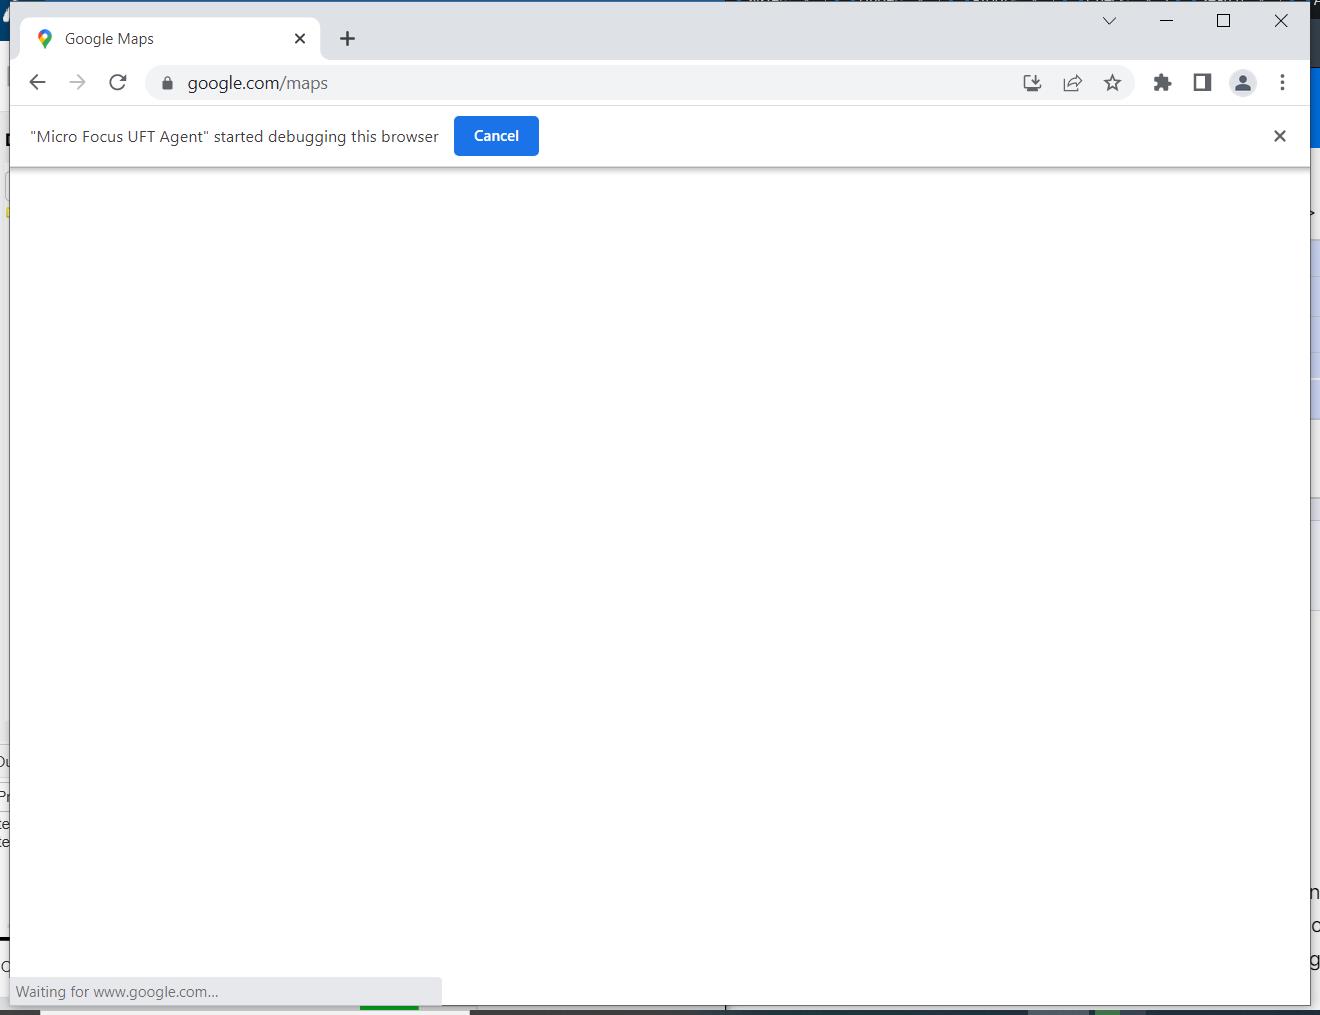 Google Maps
google.com/maps
"Micro Focus UFT Agent" started debugging this browser
Cancel
Waiting for www.google.com...